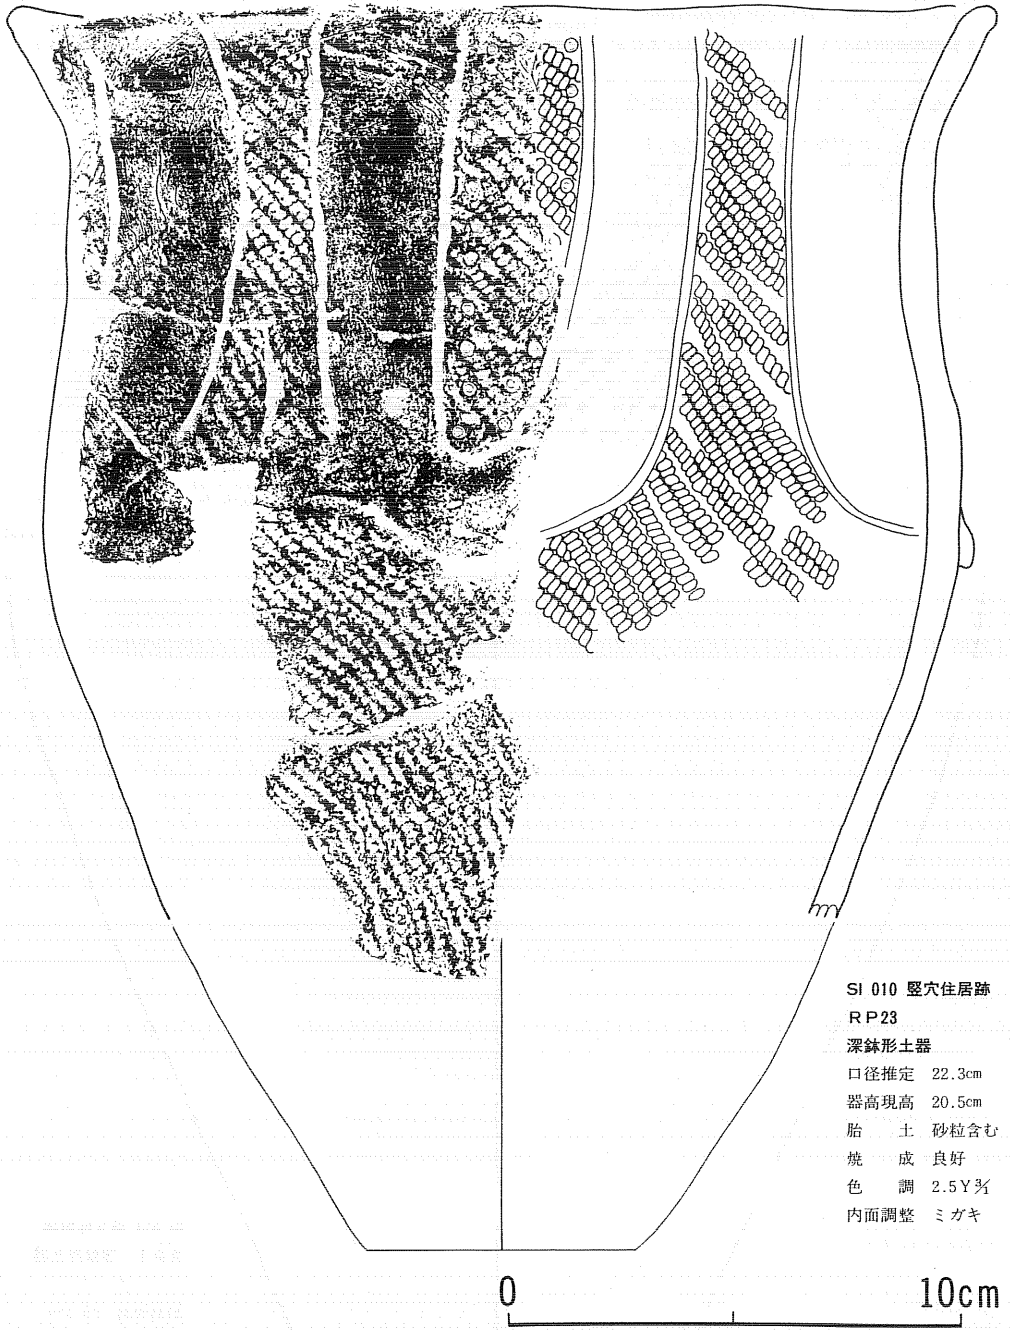 SI 010 竪穴住居跡
RP23
深鉢形土器
口径推定 22.3cm
器高現高 20.5cm
胎 土 砂粒含む
焼 成 良好
色 調 2.5Y 3/1
内面調整 ミガキ
0 10cm